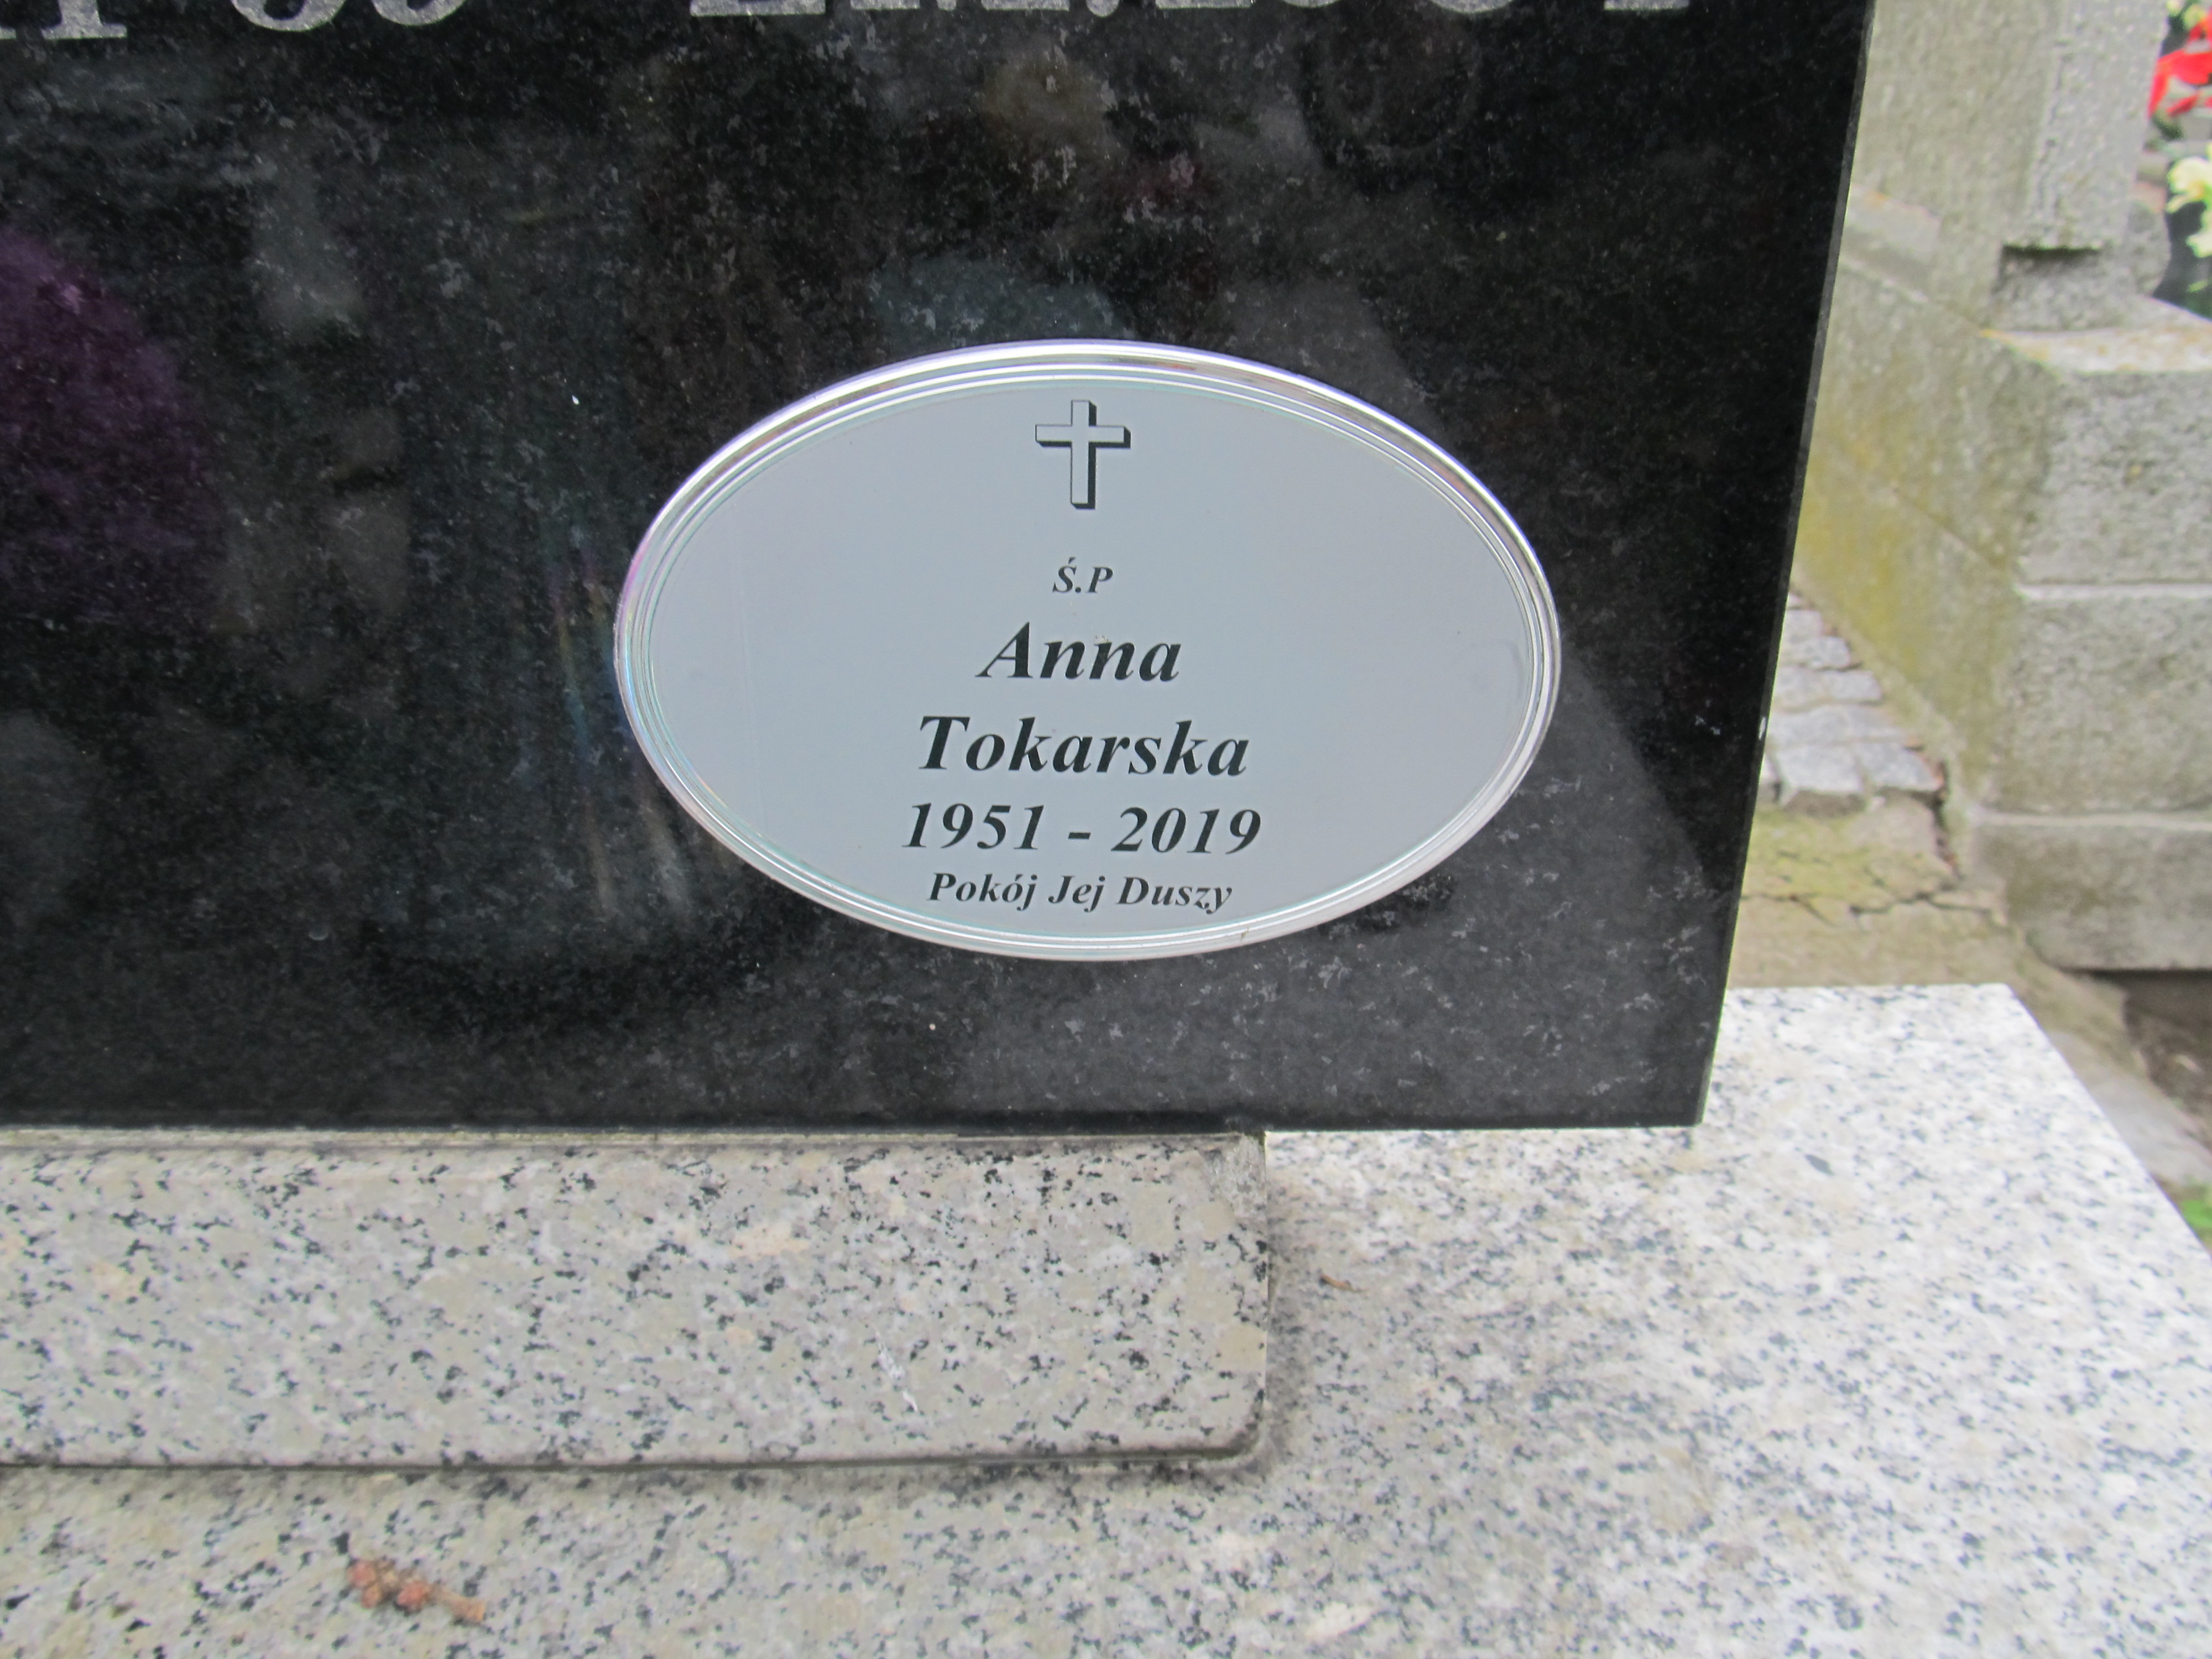 Ś.P
Anna
Tokarska
1951 - 2019
Pokój Jej Duszy